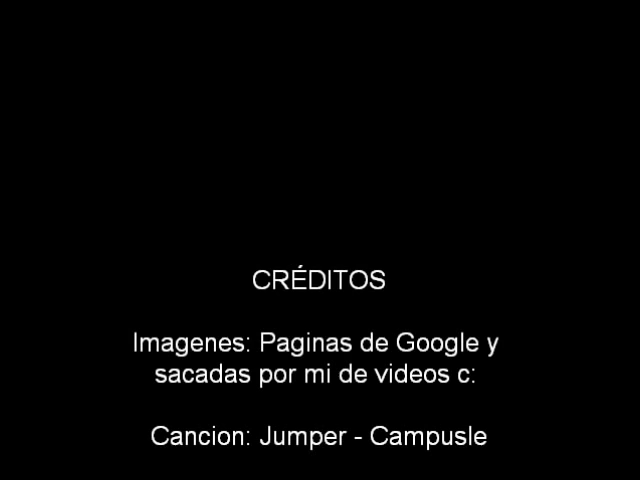 CRÉDITOS
Imagenes: Paginas de Google y
sacadas por mi de videos c:
Cancion: Jumper - Campusle